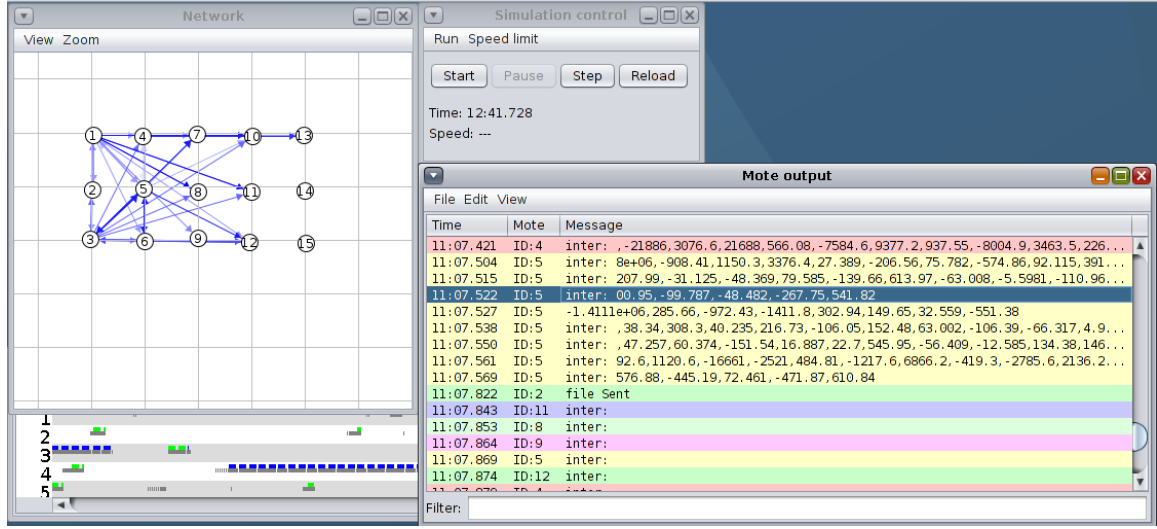 Network
View Zoom
1 4 7 10 13
2 5 8 11 14
3 6 9 12 15
1
2
3
4
5
Simulation control
Run Speed limit
Start Pause Step Reload
Time: 12:41.728
Speed: ---
Mote output
File Edit View
Time Mote Message
11:07.421 ID:4 inter: ,-21886,3076.6,21688,566.08,-7584.6,9377.2,937.55,-8004.9,3463.5,226...
11:07.504 ID:5 inter: 8e+06,-908.41,1150.3,3376.4,27.389,-206.56,75.782,-574.86,92.115,391...
11:07.515 ID:5 inter: 207.99,-31.125,-48.369,79.585,-139.66,613.97,-63.008,-5.5981,-110.96...
11:07.522 ID:5 inter: 00.95,-99.787,-48.482,-267.75,541.82
11:07.527 ID:5 -1.4111e+06,285.66,-972.43,-1411.8,302.94,149.65,32.559,-551.38
11:07.538 ID:5 inter: ,38.34,308.3,40.235,216.73,-106.05,152.48,63.002,-106.39,-66.317,4.9...
11:07.550 ID:5 inter: ,47.257,60.374,-151.54,16.887,22.7,545.95,-56.409,-12.585,134.38,146...
11:07.561 ID:5 inter: 92.6,1120.6,-16661,-2521,484.81,-1217.6,6866.2,-419.3,-2785.6,2136.2...
11:07.569 ID:5 inter: 576.88,-445.19,72.461,-471.87,610.84
11:07.822 ID:2 file Sent
11:07.843 ID:11 inter:
11:07.853 ID:8 inter:
11:07.864 ID:9 inter:
11:07.869 ID:5 inter:
11:07.874 ID:12 inter:
Filter: